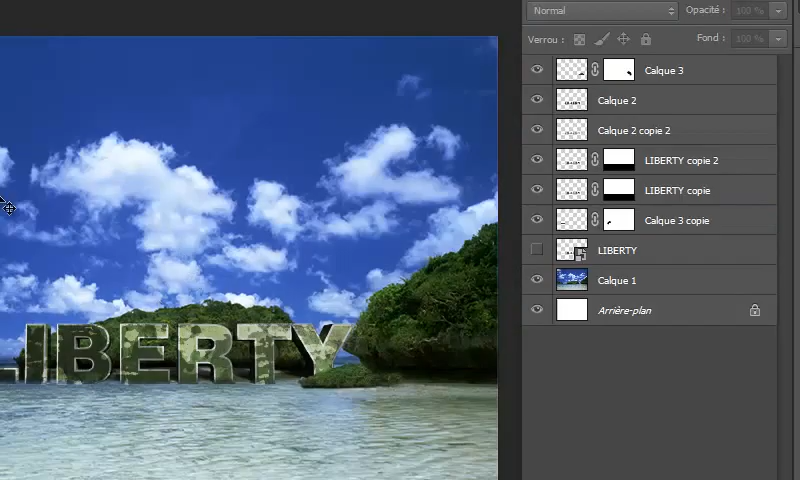 Normal
Opacité : 100 %
Verrou :
Fond : 100 %
Calque 3
Calque 2
Calque 2 copie 2
LIBERTY copie 2
LIBERTY copie
Calque 3 copie
LIBERTY
Calque 1
Arrière-plan
LIBERTY